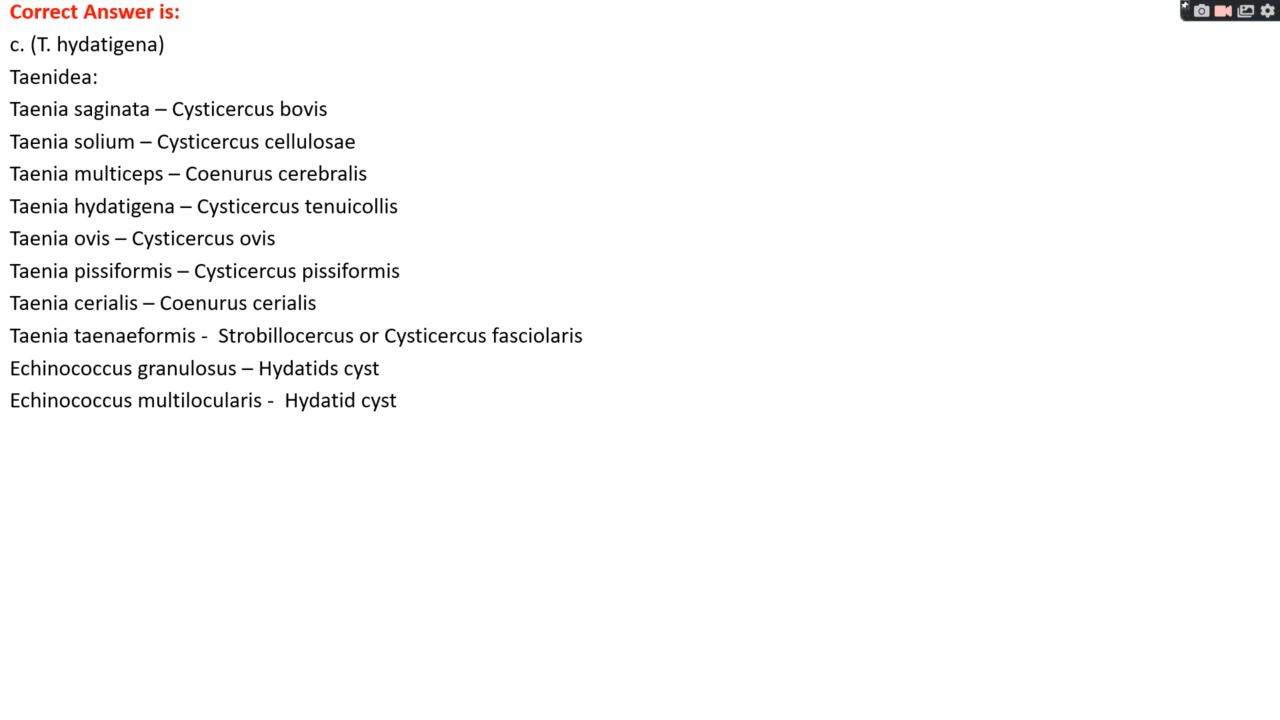 Correct Answer is:
c. (T. hydatigena)
Taenidea:
Taenia saginata – Cysticercus bovis
Taenia solium – Cysticercus cellulosae
Taenia multiceps – Coenurus cerebralis
Taenia hydatigena – Cysticercus tenuicollis
Taenia ovis – Cysticercus ovis
Taenia pissiformis – Cysticercus pissiformis
Taenia cerialis – Coenurus cerialis
Taenia taenaeformis -  Strobillocercus or Cysticercus fasciolaris
Echinococcus granulosus – Hydatids cyst
Echinococcus multilocularis -  Hydatid cyst